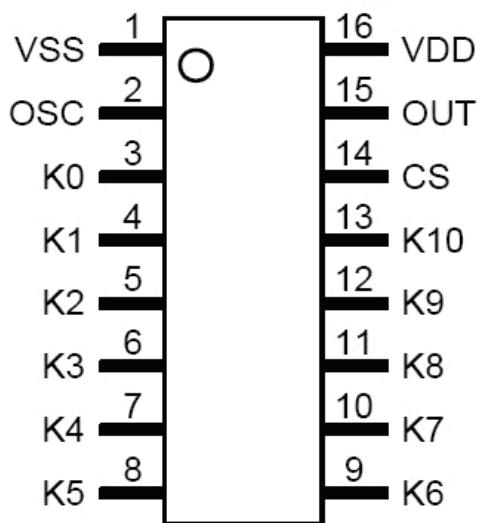 VSS 1 16 VDD
OSC 2 15 OUT
K0 3 14 CS
K1 4 13 K10
K2 5 12 K9
K3 6 11 K8
K4 7 10 K7
K5 8 9 K6